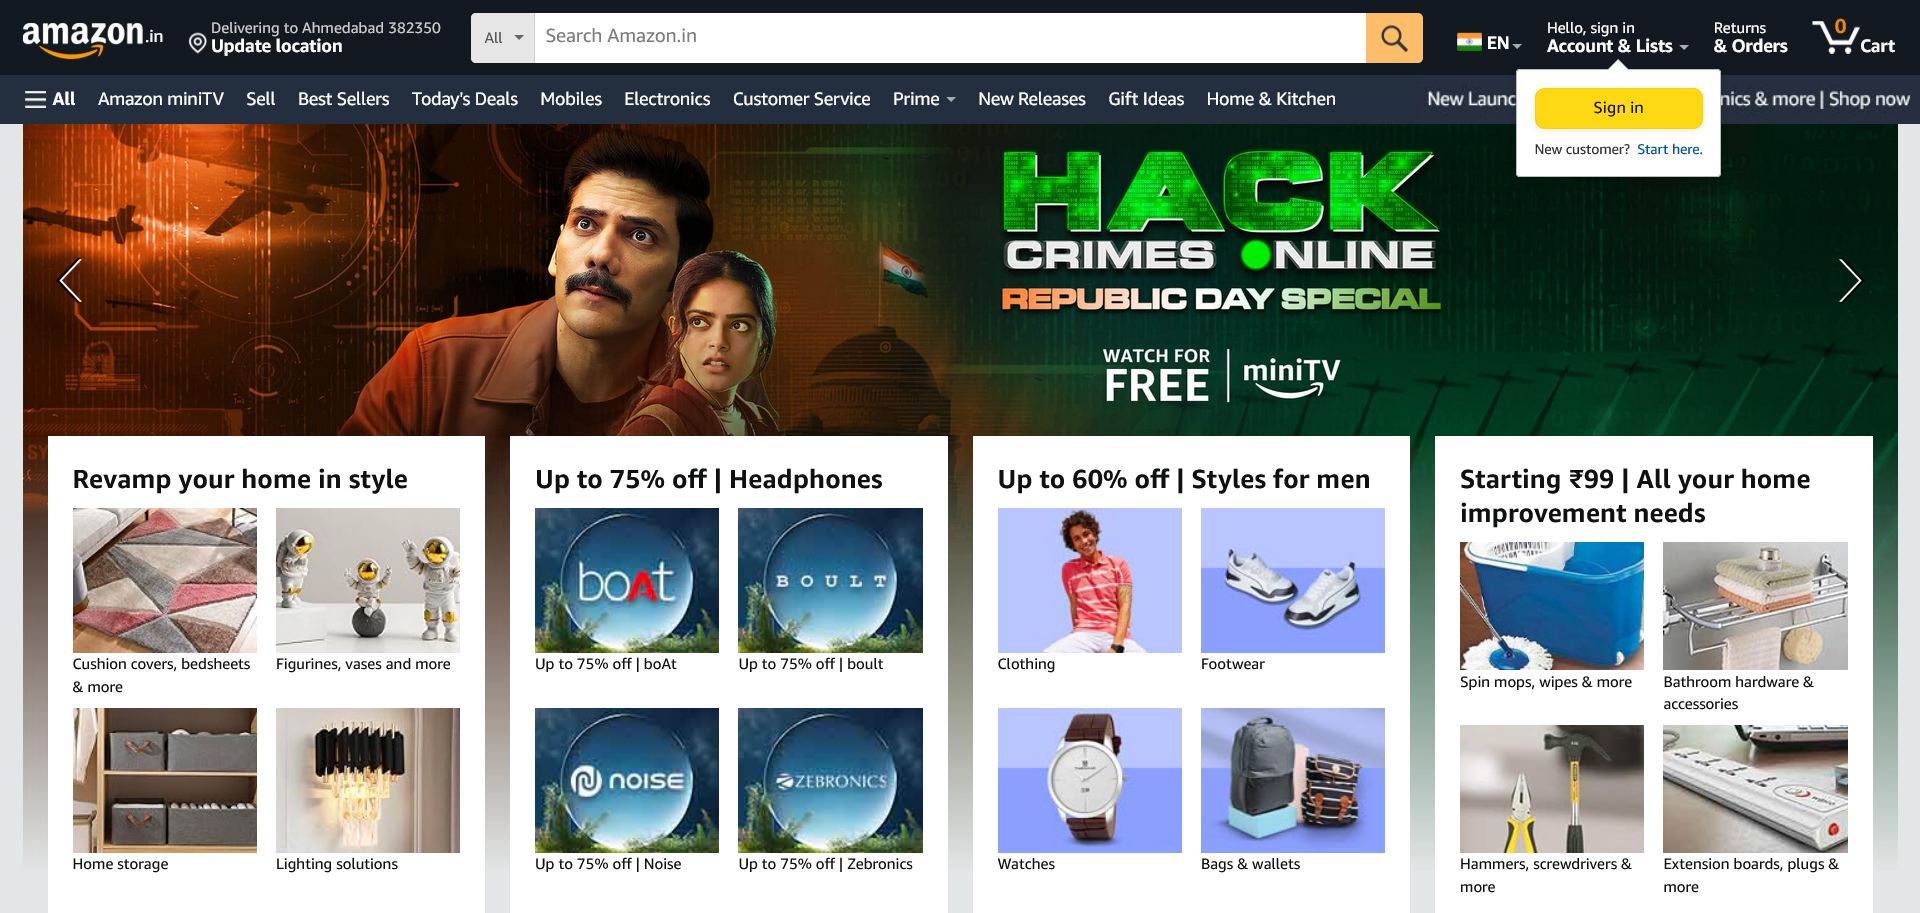 amazon.in
Delivering to Ahmedabad 382350
Update location
All
Search Amazon.in
EN
Hello, sign in
Account & Lists
Returns
& Orders
0
Cart
All
Amazon miniTV
Sell
Best Sellers
Today's Deals
Mobiles
Electronics
Customer Service
Prime
New Releases
Gift Ideas
Home & Kitchen
New Launc
nics & more | Shop now
Sign in
New customer? Start here.
HACK
CRIMES ONLINE
REPUBLIC DAY SPECIAL
WATCH FOR
FREE
miniTV
Revamp your home in style
Cushion covers, bedsheets
& more
Figurines, vases and more
Home storage
Lighting solutions
Up to 75% off | Headphones
boAt
BOULT
Up to 75% off | boAt
Up to 75% off | boult
NOISE
ZEBRONICS
Up to 75% off | Noise
Up to 75% off | Zebronics
Up to 60% off | Styles for men
Clothing
Footwear
Watches
Bags & wallets
Starting ₹99 | All your home
improvement needs
Spin mops, wipes & more
Bathroom hardware &
accessories
Hammers, screwdrivers &
more
Extension boards, plugs &
more